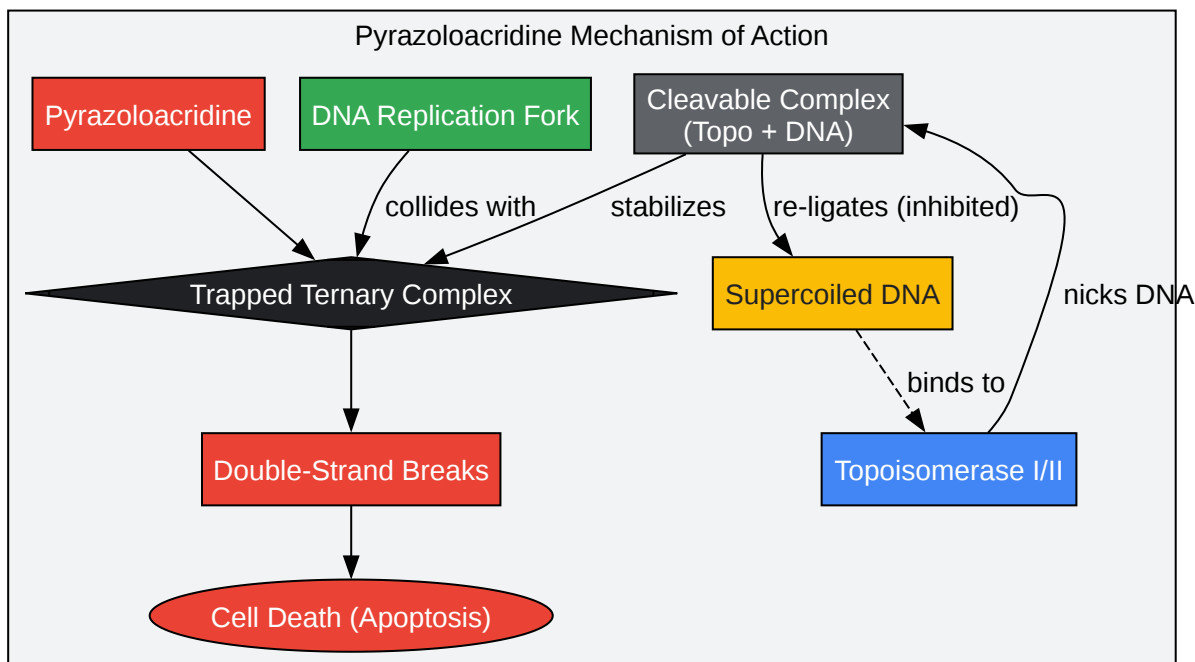 Pyrazoloacridine Mechanism of Action
Pyrazoloacridine
DNA Replication Fork
Cleavable Complex
(Topo + DNA)
collides with
stabilizes
re-ligates (inhibited)
Trapped Ternary Complex
Supercoiled DNA
nicks DNA
binds to
Double-Strand Breaks
Topoisomerase I/II
Cell Death (Apoptosis)